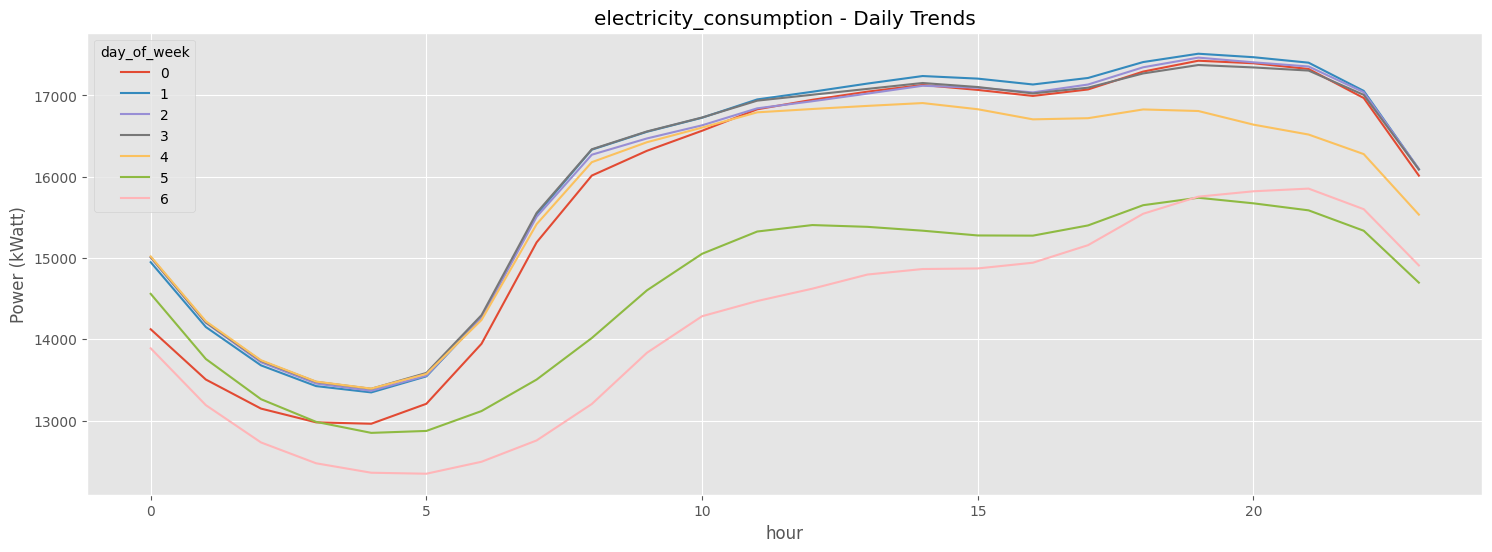 electricity_consumption - Daily Trends
day_of_week
0
1
2
3
4
5
6
17000
16000
15000
14000
13000
Power (kWatt)
0 5 10 15 20
hour